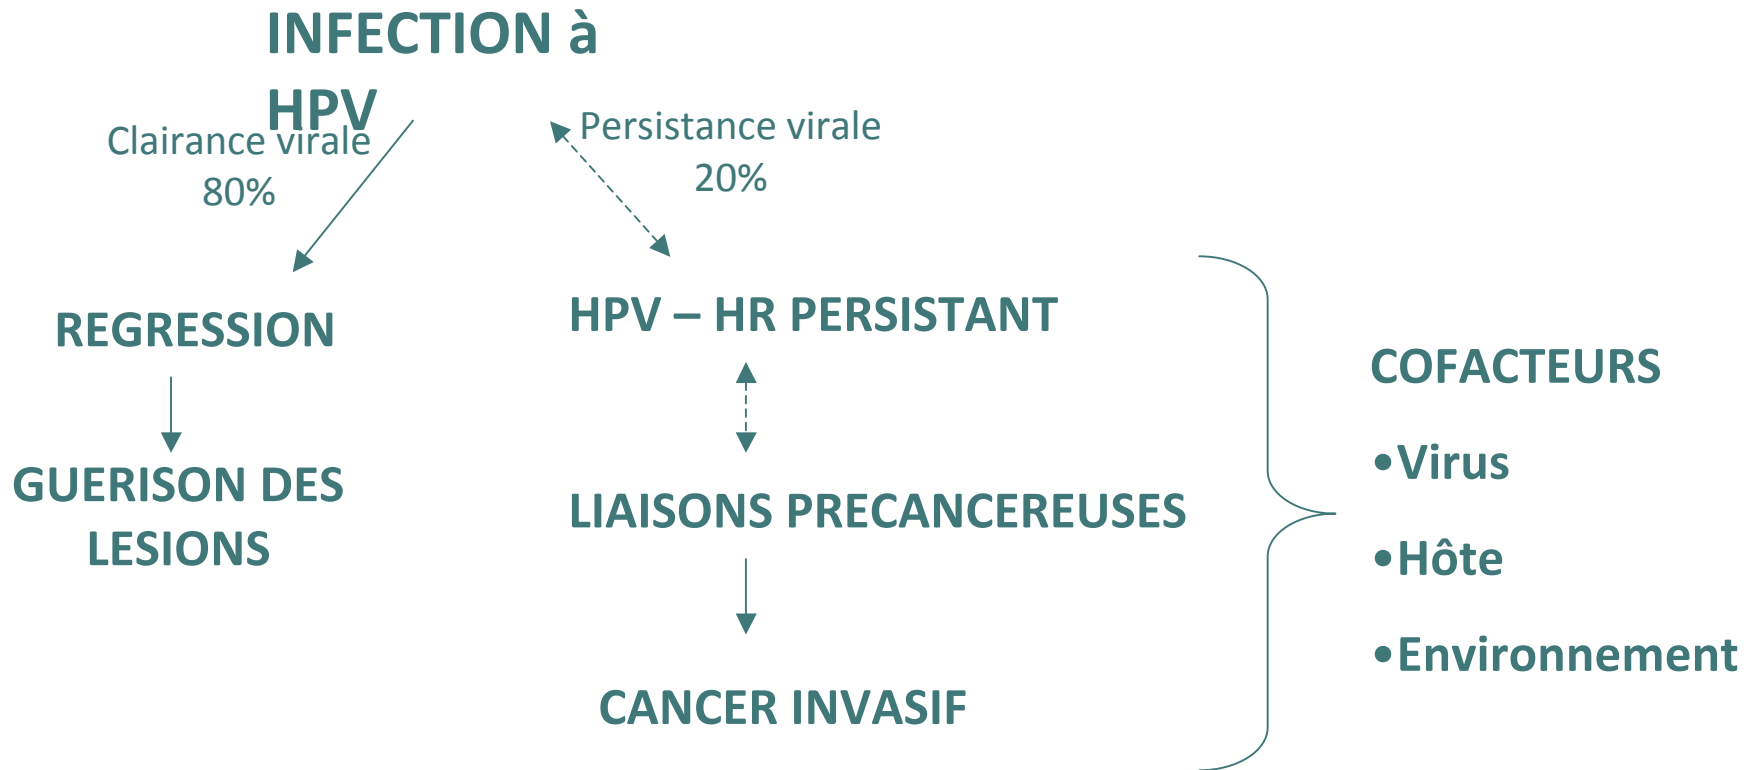 INFECTION à
HPV
Clairance virale
80%
Persistance virale
20%
REGRESSION
GUERISON DES
LESIONS
HPV – HR PERSISTANT
LIAISONS PRECANCEREUSES
CANCER INVASIF
COFACTEURS
•Virus
•Hôte
•Environnement